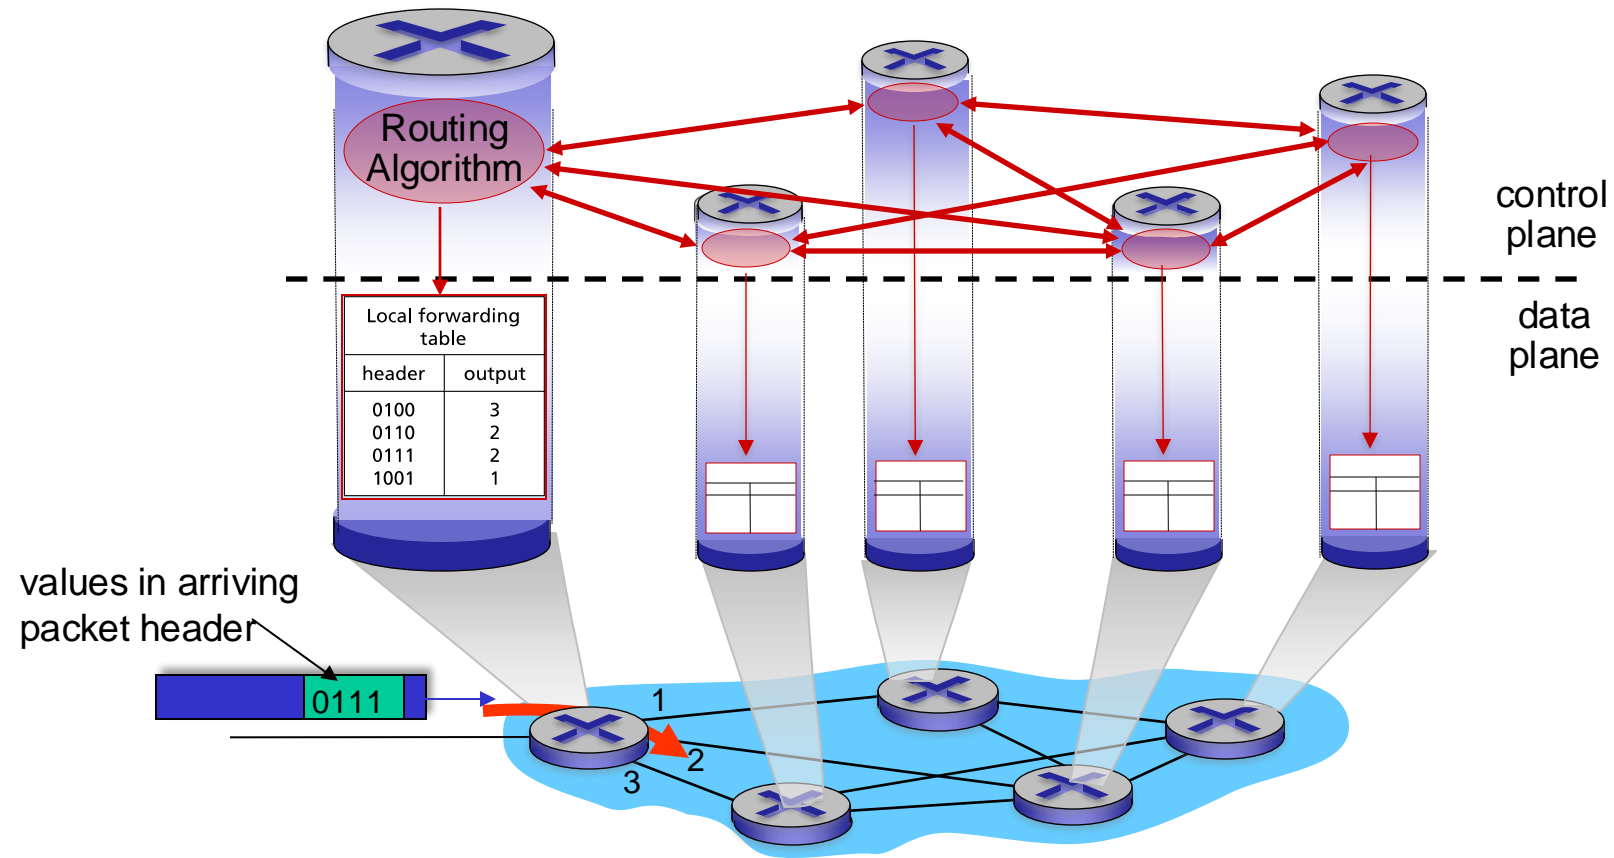 Routing
Algorithm
control
plane
data
plane
Local forwarding
table
header output
0100 3
0110 2
0111 2
1001 1
values in arriving
packet header
0111
1
2
3